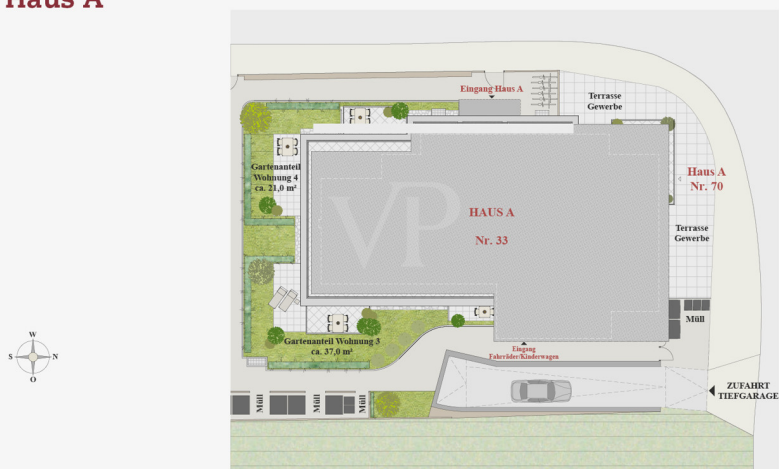 Haus A
Eingang Haus A
Terrasse
Gewerbe
Gartenanteil
Wohnung 4
ca. 21,0 m²
Haus A
Nr. 70
HAUS A
Nr. 33
VP
Terrasse
Gewerbe
Müll
Gartenanteil Wohnung 3
ca. 37,0 m²
Eingang
Fahrräder/Kinderwagen
W
S
N
O
ZUFAHRT
TIEFGARAGE
Müll
Müll
Müll